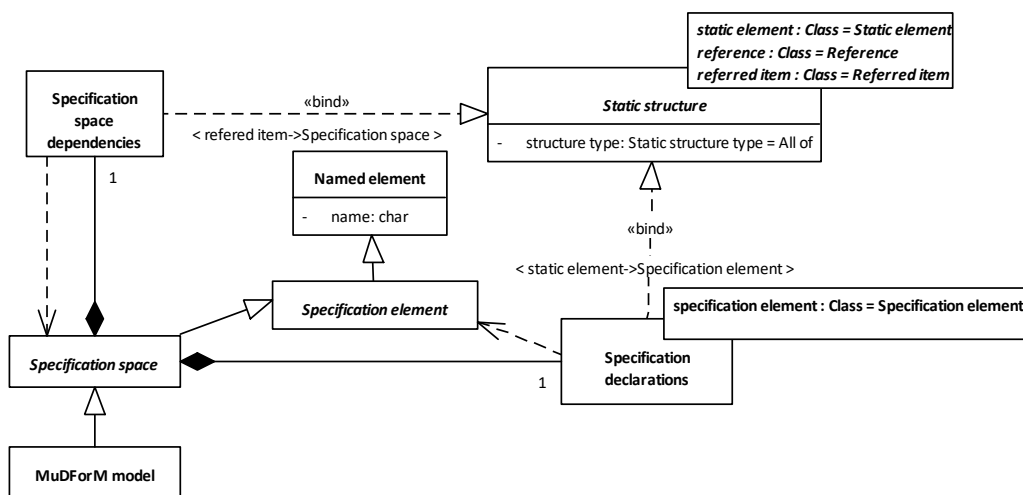 static element : Class = Static element
reference : Class = Reference
referred item : Class = Referred item
Specification
space
dependencies
«bind»
< refered item->Specification space >
Static structure
- structure type: Static structure type = All of
1
Named element
- name: char
«bind»
< static element->Specification element >
Specification element
specification element : Class = Specification element
Specification space
Specification
declarations
1
MuDForM model